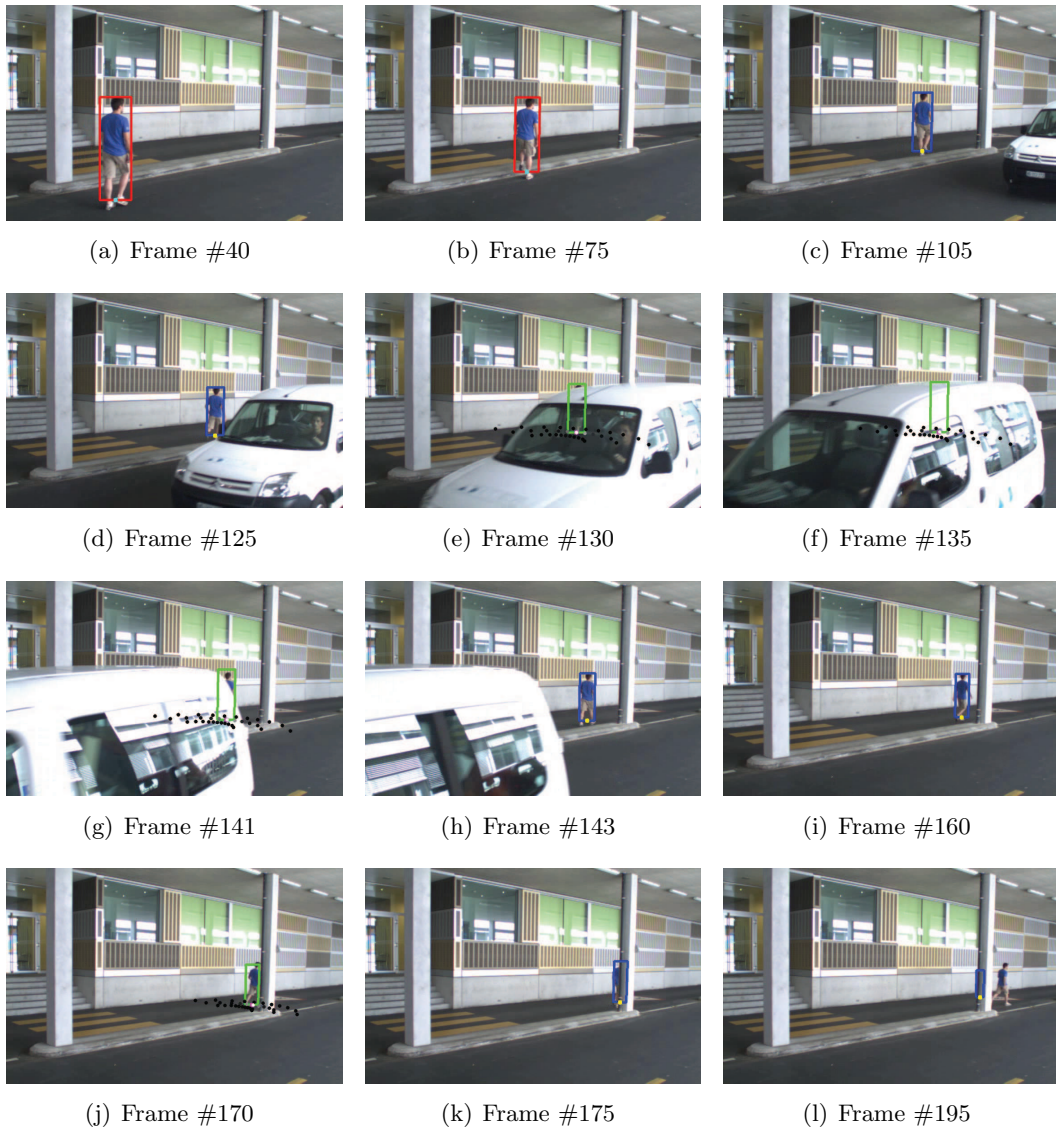 (a) Frame #40
(b) Frame #75
(c) Frame #105
(d) Frame #125
(e) Frame #130
(f) Frame #135
(g) Frame #141
(h) Frame #143
(i) Frame #160
(j) Frame #170
(k) Frame #175
(l) Frame #195